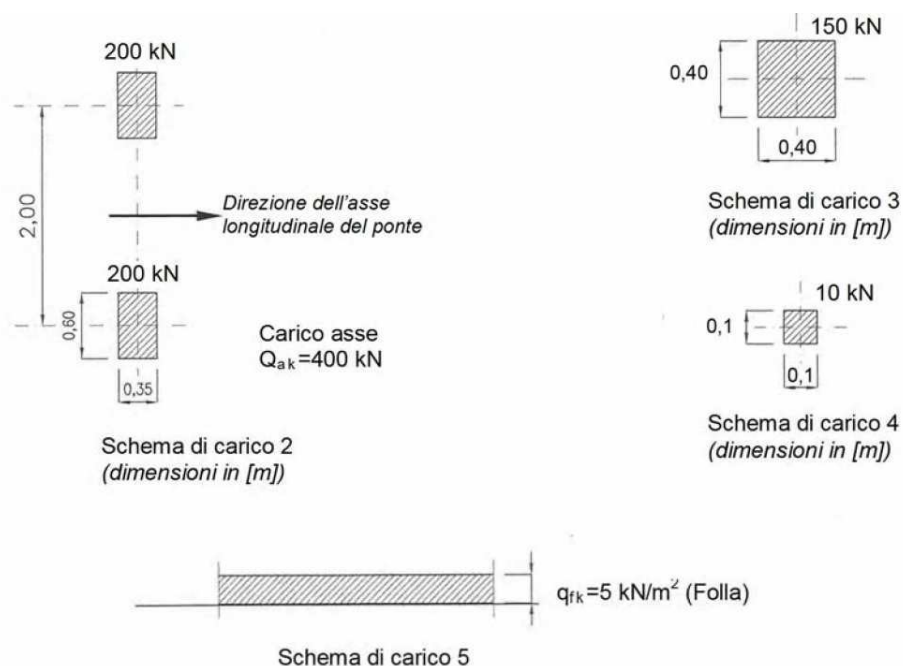 200 kN
2,00
Direzione dell'asse
longitudinale del ponte
200 kN
0,60
0,35
Carico asse
Qak=400 kN
Schema di carico 2
(dimensioni in [m])
150 kN
0,40
0,40
Schema di carico 3
(dimensioni in [m])
10 kN
0,1
0,1
Schema di carico 4
(dimensioni in [m])
qfk=5 kN/m² (Folla)
Schema di carico 5